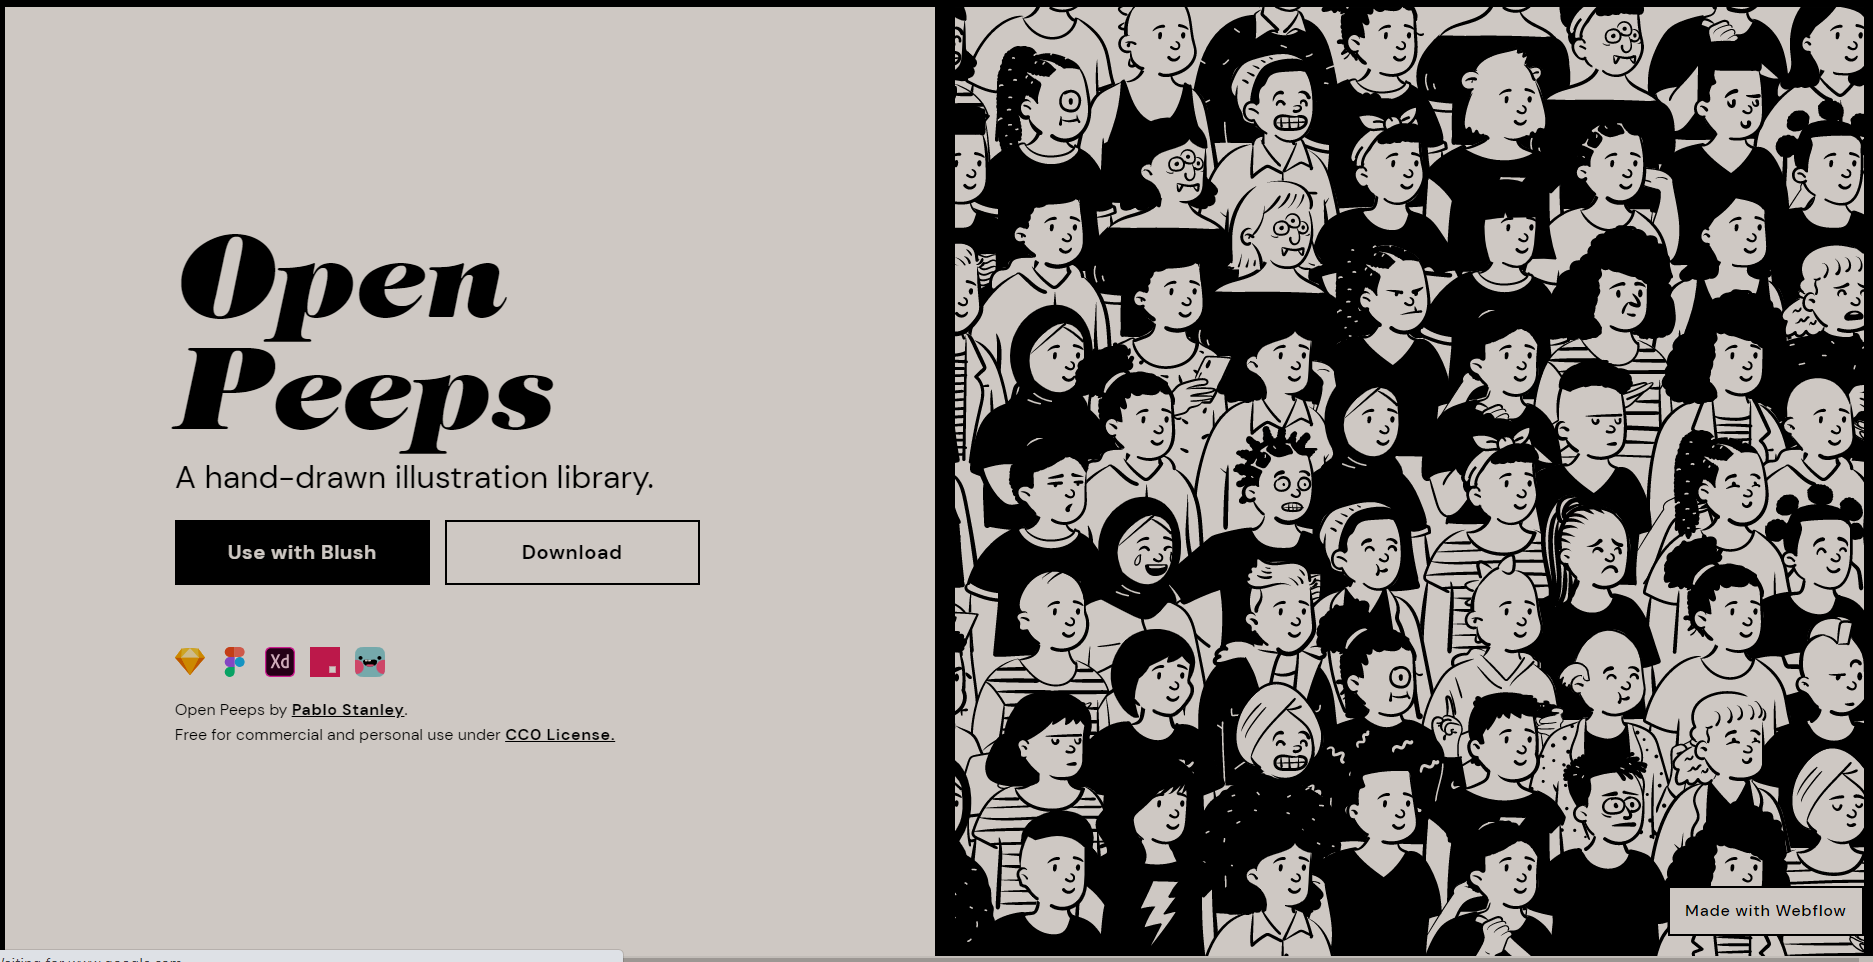 Open
Peeps
A hand-drawn illustration library.
Use with Blush
Download
Xd
Open Peeps by Pablo Stanley.
Free for commercial and personal use under CC0 License.
Made with Webflow